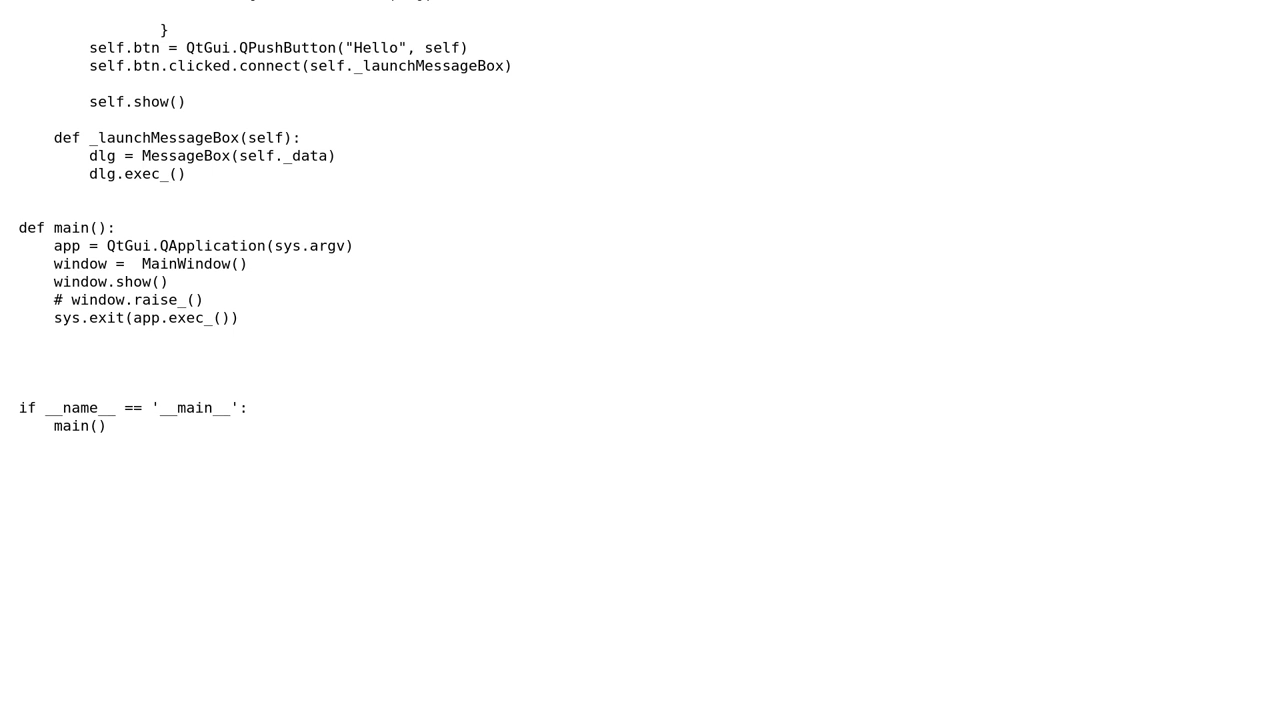 }
        self.btn = QtGui.QPushButton("Hello", self)
        self.btn.clicked.connect(self._launchMessageBox)

        self.show()

    def _launchMessageBox(self):
        dlg = MessageBox(self._data)
        dlg.exec_()


def main():
    app = QtGui.QApplication(sys.argv)
    window =  MainWindow()
    window.show()
    # window.raise_()
    sys.exit(app.exec_())




if __name__ == '__main__':
    main()